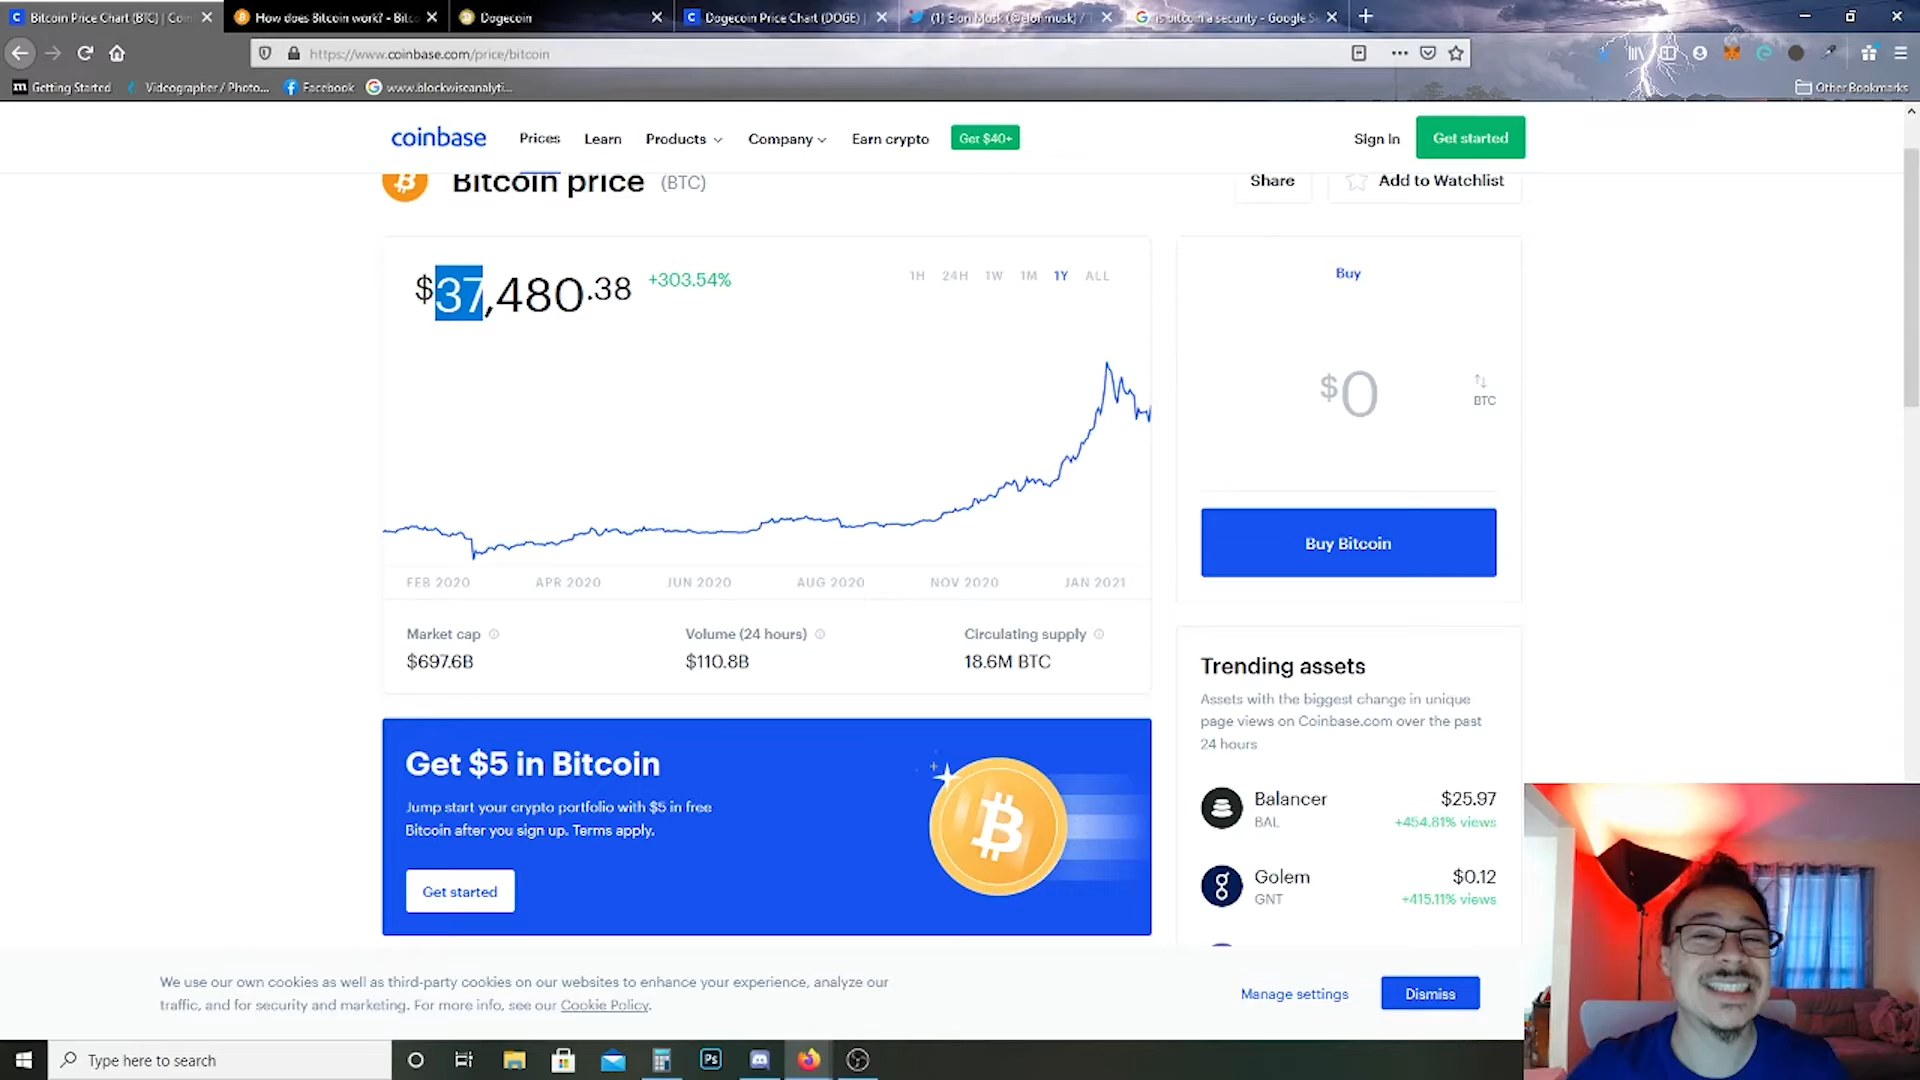 Bitcoin Price Chart (BTC) | Coin
How does Bitcoin work? - Bitc
Dogecoin
Dogecoin Price Chart (DOGE) |
(1) Elon Musk (@elonmusk) / T
is bitcoin a security - Google S
https://www.coinbase.com/price/bitcoin
Getting Started
Videographer / Photo...
Facebook
www.blockwiseanalyti...
Other Bookmarks
coinbase
Prices
Learn
Products
Company
Earn crypto
Get $40+
Sign In
Get started
Bitcoin price (BTC)
Share
Add to Watchlist
$37,480.38 +303.54%
1H 24H 1W 1M 1Y ALL
FEB 2020 APR 2020 JUN 2020 AUG 2020 NOV 2020 JAN 2021
Market cap
$697.6B
Volume (24 hours)
$110.8B
Circulating supply
18.6M BTC
Buy
$0
BTC
Buy Bitcoin
Get $5 in Bitcoin
Jump start your crypto portfolio with $5 in free
Bitcoin after you sign up. Terms apply.
Get started
Trending assets
Assets with the biggest change in unique
page views on Coinbase.com over the past
24 hours
Balancer $25.97
BAL +454.81% views
Golem $0.12
GNT +415.11% views
We use our own cookies as well as third-party cookies on our websites to enhance your experience, analyze our
traffic, and for security and marketing. For more info, see our Cookie Policy.
Manage settings
Dismiss
Type here to search
Ps